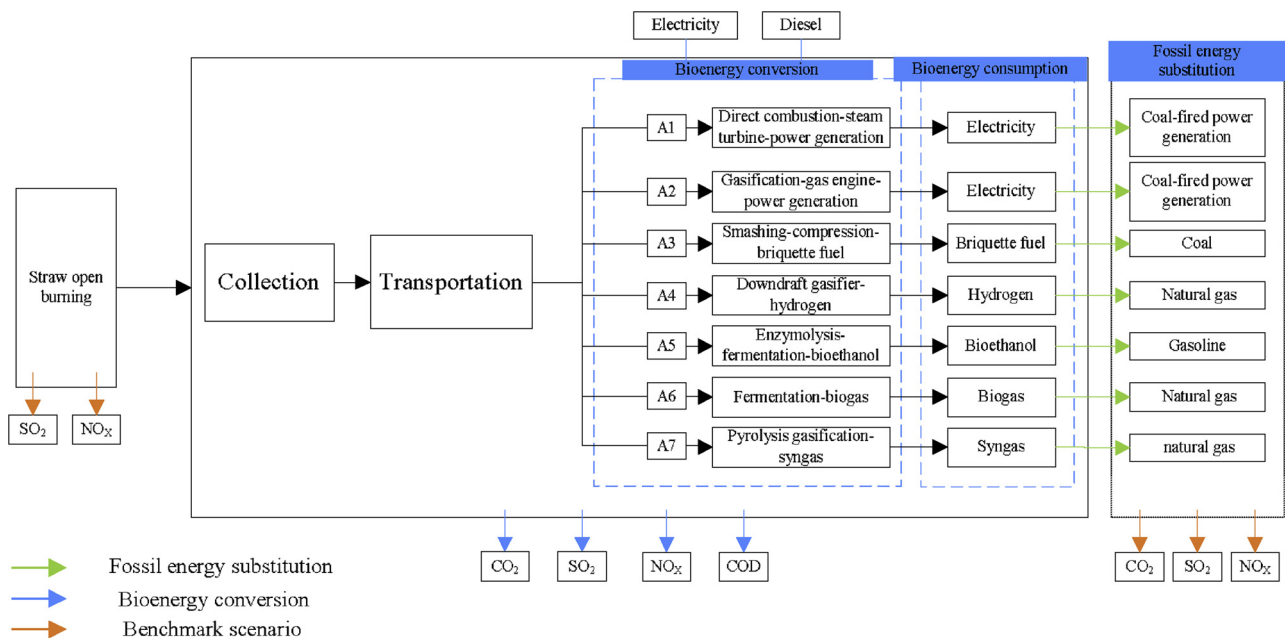 Electricity
Diesel
Bioenergy conversion
Bioenergy consumption
Fossil energy
substitution
A1
Direct combustion-steam
turbine-power generation
Electricity
Coal-fired power
generation
A2
Gasification-gas engine-
power generation
Electricity
Coal-fired power
generation
Straw open
burning
Collection
Transportation
A3
Smashing-compression-
briquette fuel
Briquette fuel
Coal
A4
Downdraft gasifier-
hydrogen
Hydrogen
Natural gas
A5
Enzymolysis-
fermentation-bioethanol
Bioethanol
Gasoline
A6
Fermentation-biogas
Biogas
Natural gas
A7
Pyrolysis gasification-
syngas
Syngas
natural gas
SO₂
NOX
CO₂
SO₂
NOX
COD
CO₂
SO₂
NOX
Fossil energy substitution
Bioenergy conversion
Benchmark scenario